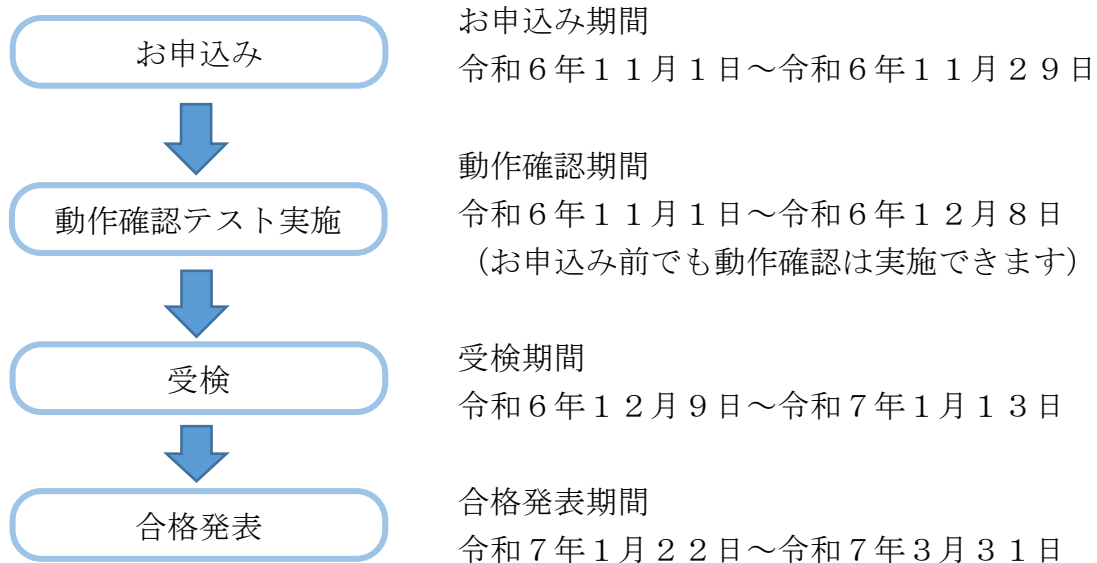 お申込み
お申込み期間
令和６年１１月１日～令和６年１１月２９日
動作確認テスト実施
動作確認期間
令和６年１１月１日～令和６年１２月８日
（お申込み前でも動作確認は実施できます）
受検
受検期間
令和６年１２月９日～令和７年１月１３日
合格発表
合格発表期間
令和７年１月２２日～令和７年３月３１日